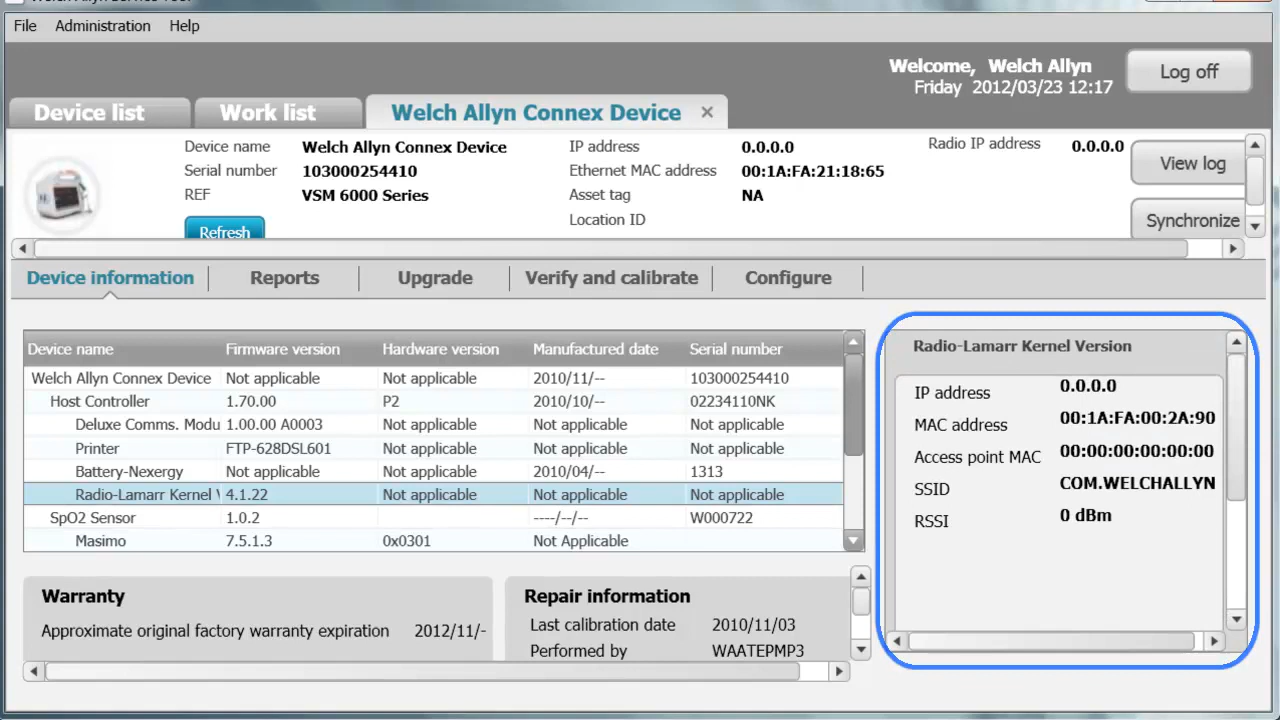 File Administration Help
Welcome, Welch Allyn
Friday 2012/03/23 12:17
Log off
Device list Work list Welch Allyn Connex Device ×
Device name Welch Allyn Connex Device IP address 0.0.0.0 Radio IP address 0.0.0.0
View log
Serial number 103000254410 Ethernet MAC address 00:1A:FA:21:18:65
REF VSM 6000 Series Asset tag NA
Location ID
Synchronize
Refresh
Device information Reports Upgrade Verify and calibrate Configure
Device name Firmware version Hardware version Manufactured date Serial number
Welch Allyn Connex Device Not applicable Not applicable 2010/11/-- 103000254410
Host Controller 1.70.00 P2 2010/10/-- 02234110NK
Deluxe Comms. Modu 1.00.00 A0003 Not applicable Not applicable Not applicable
Printer FTP-628DSL601 Not applicable Not applicable Not applicable
Battery-Nexergy Not applicable Not applicable 2010/04/-- 1313
Radio-Lamarr Kernel V 4.1.22 Not applicable Not applicable Not applicable
SpO2 Sensor 1.0.2 ----/--/-- W000722
Masimo 7.5.1.3 0x0301 Not Applicable
Radio-Lamarr Kernel Version
IP address 0.0.0.0
MAC address 00:1A:FA:00:2A:90
Access point MAC 00:00:00:00:00:00
SSID COM.WELCHALLYN
RSSI 0 dBm
Warranty
Approximate original factory warranty expiration 2012/11/-
Repair information
Last calibration date 2010/11/03
Performed by WAATEPMP3